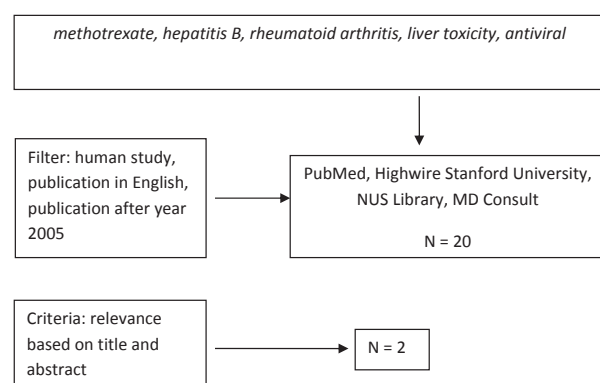 methotrexate, hepatitis B, rheumatoid arthritis, liver toxicity, antiviral
Filter: human study,
publication in English,
publication after year
2005
PubMed, Highwire Stanford University,
NUS Library, MD Consult
N = 20
Criteria: relevance
based on title and
abstract
N = 2